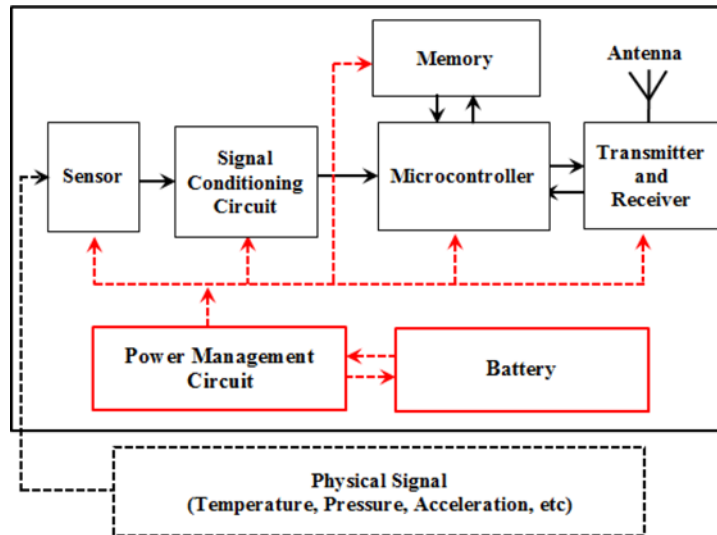 Memory
Antenna
Sensor
Signal
Conditioning
Circuit
Microcontroller
Transmitter
and
Receiver
Power Management
Circuit
Battery
Physical Signal
(Temperature, Pressure, Acceleration, etc)